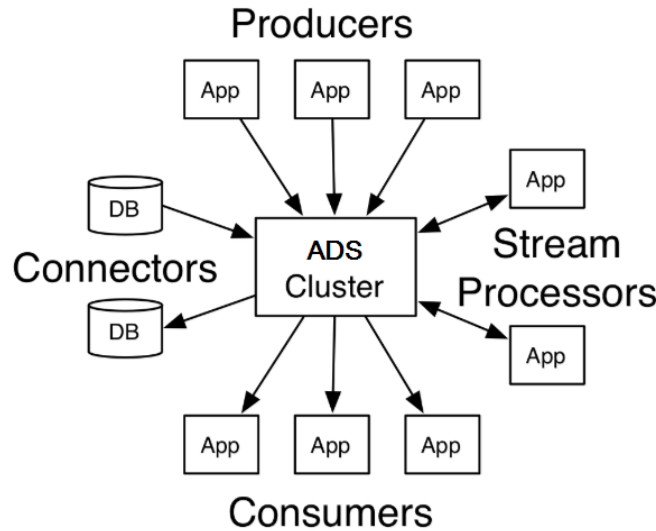 Producers
App
App
App
DB
App
ADS
Cluster
Connectors
Stream
Processors
DB
App
App
App
App
Consumers